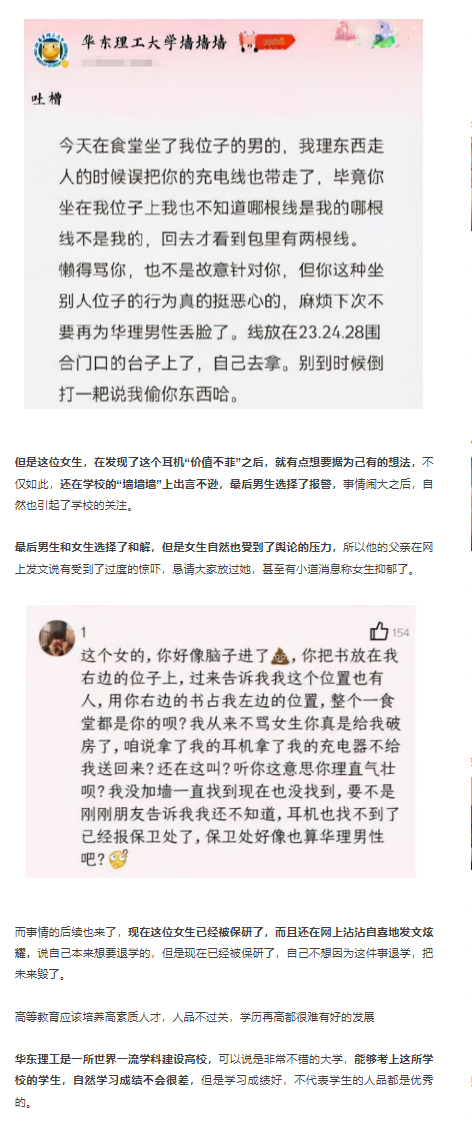 华东理工大学墙墙墙
吐槽
今天在食堂坐了我位子的男的，我理东西走
人的时候误把你的充电线也带走了，毕竟你
坐在我位子上我也不知道哪根线是我的哪根
线不是我的，回去才看到包里有两根线。
懒得骂你，也不是故意针对你，但你这种坐
别人位子的行为真的挺恶心的，麻烦下次不
要再为华理男性丢脸了。线放在23.24.28围
合门口的台子上了，自己去拿。别到时候倒
打一耙说我偷你东西哈。
但是这位女生，在发现了这个耳机“价值不菲”之后，就有点想要据为己有的想法，不
仅如此，还在学校的“墙墙墙”上出言不逊，最后男生选择了报警，事情闹大之后，自
然也引起了学校的关注。
最后男生和女生选择了和解，但是女生自然也受到了舆论的压力，所以他的父亲在网
上发文说有受到了过度的惊吓，恳请大家放过她，甚至有小道消息称女生抑郁了。
1
154
这个女的，你好像脑子进了💩，你把书放在我
右边的位子上，过来告诉我我这个位置也有
人，用你右边的书占我左边的位置，整个一食
堂都是你的呗？我从来不骂女生你真是给我破
房了，咱说拿了我的耳机拿了我的充电器不给
我送回来？还在这叫？听你这意思你理直气壮
呗？我没加墙一直找到现在也没找到，要不是
刚刚朋友告诉我我还不知道，耳机也找不到了
已经报保卫处了，保卫处好像也算华理男性
吧？
而事情的后续也来了，现在这位女生已经被保研了，而且还在网上沾沾自喜地发文炫
耀，说自己本来想要退学的，但是现在已经被保研了，自己不想因为这件事退学，把
未来毁了。
高等教育应该培养高素质人才，人品不过关，学历再高都很难有好的发展
华东理工是一所世界一流学科建设高校，可以说是非常不错的大学，能够考上这所学
校的学生，自然学习成绩不会很差，但是学习成绩好，不代表学生的人品都是优秀
的。